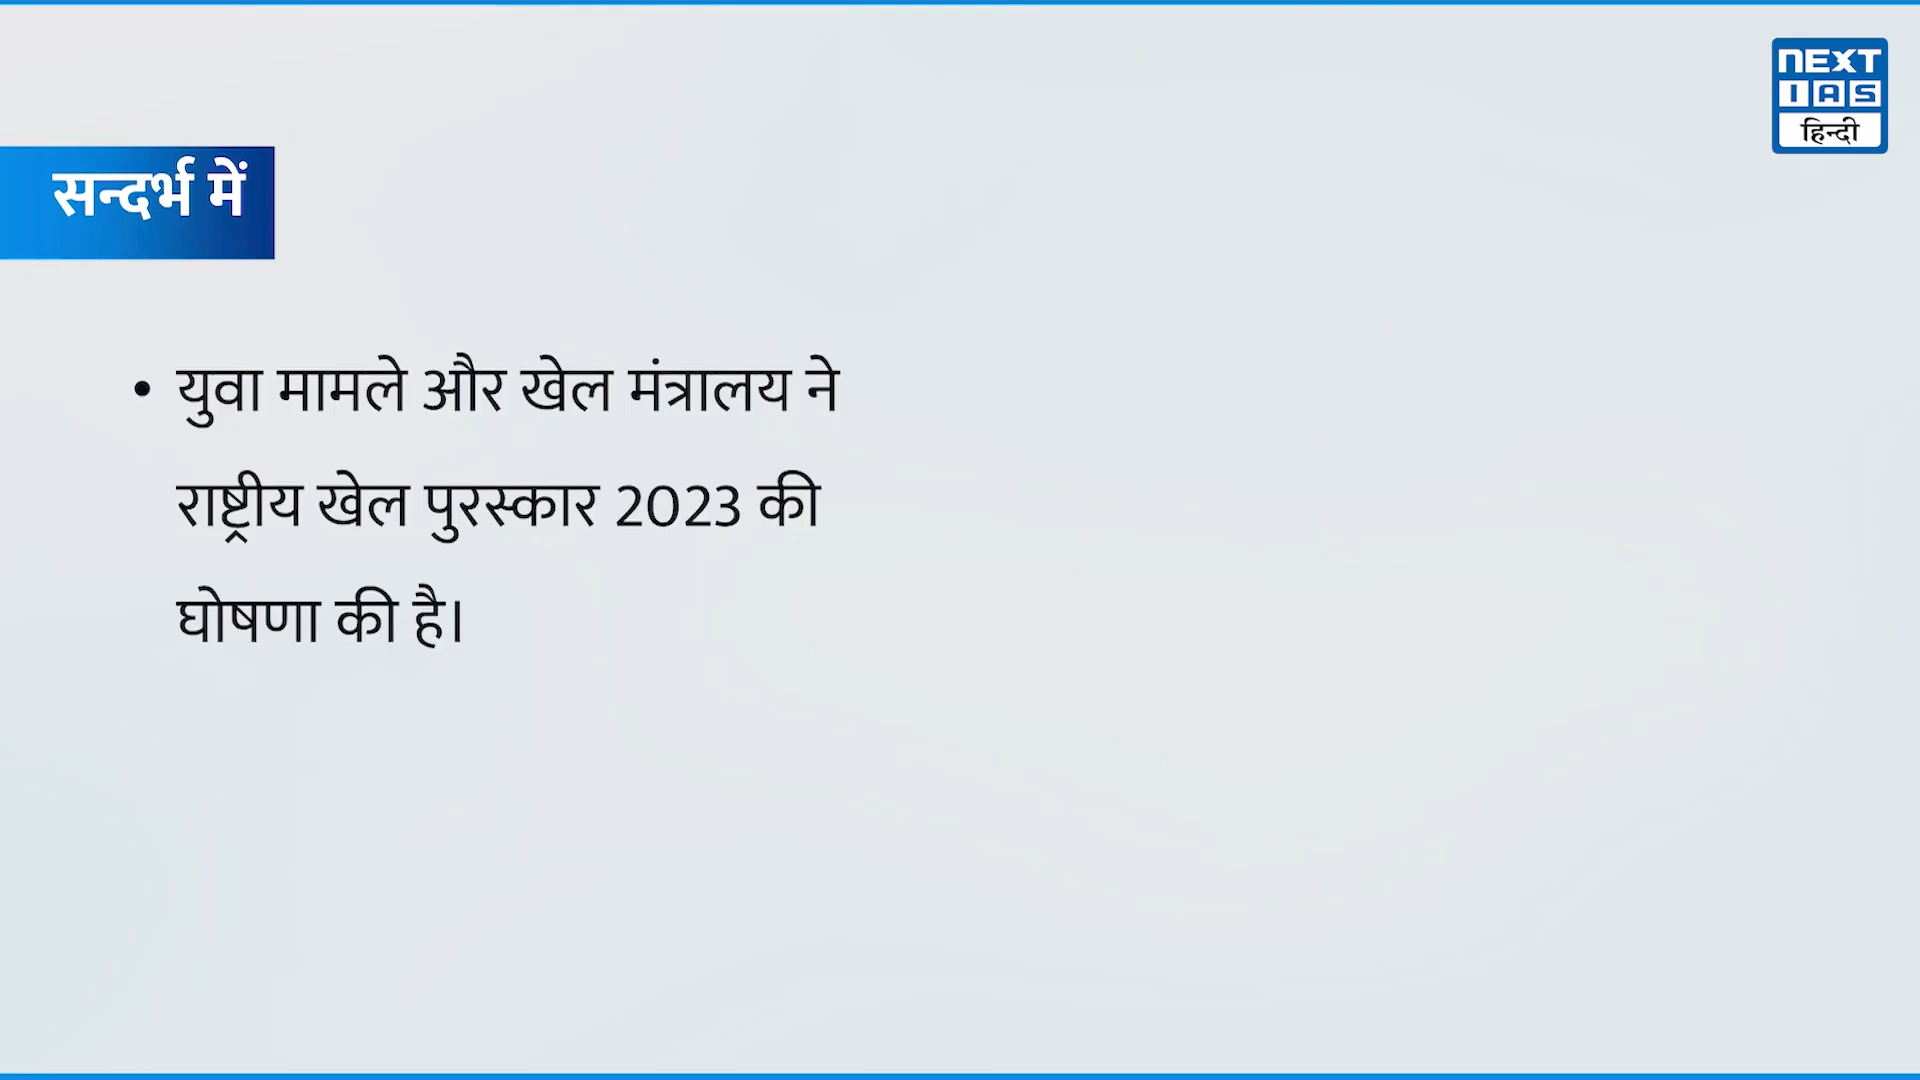 NEXT
IAS
हिन्दी
सन्दर्भ में
• युवा मामले और खेल मंत्रालय ने
राष्ट्रीय खेल पुरस्कार 2023 की
घोषणा की है।